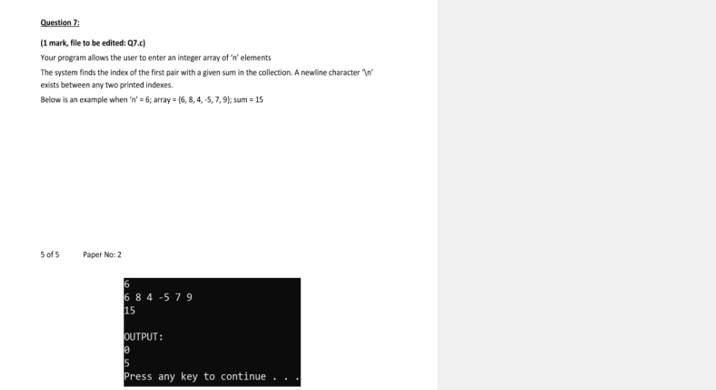 Question 7:
(1 mark, file to be edited: Q7.c)
Your program allows the user to enter an integer array of 'n' elements
The system finds the index of the first pair with a given sum in the collection. A newline character '\n'
exists between any two printed indexes.
Below is an example when 'n' = 6; array = {6, 8, 4, -5, 7, 9}; sum = 15
5 of 5 Paper No: 2
6
6 8 4 -5 7 9
15
OUTPUT:
0
5
Press any key to continue . . .